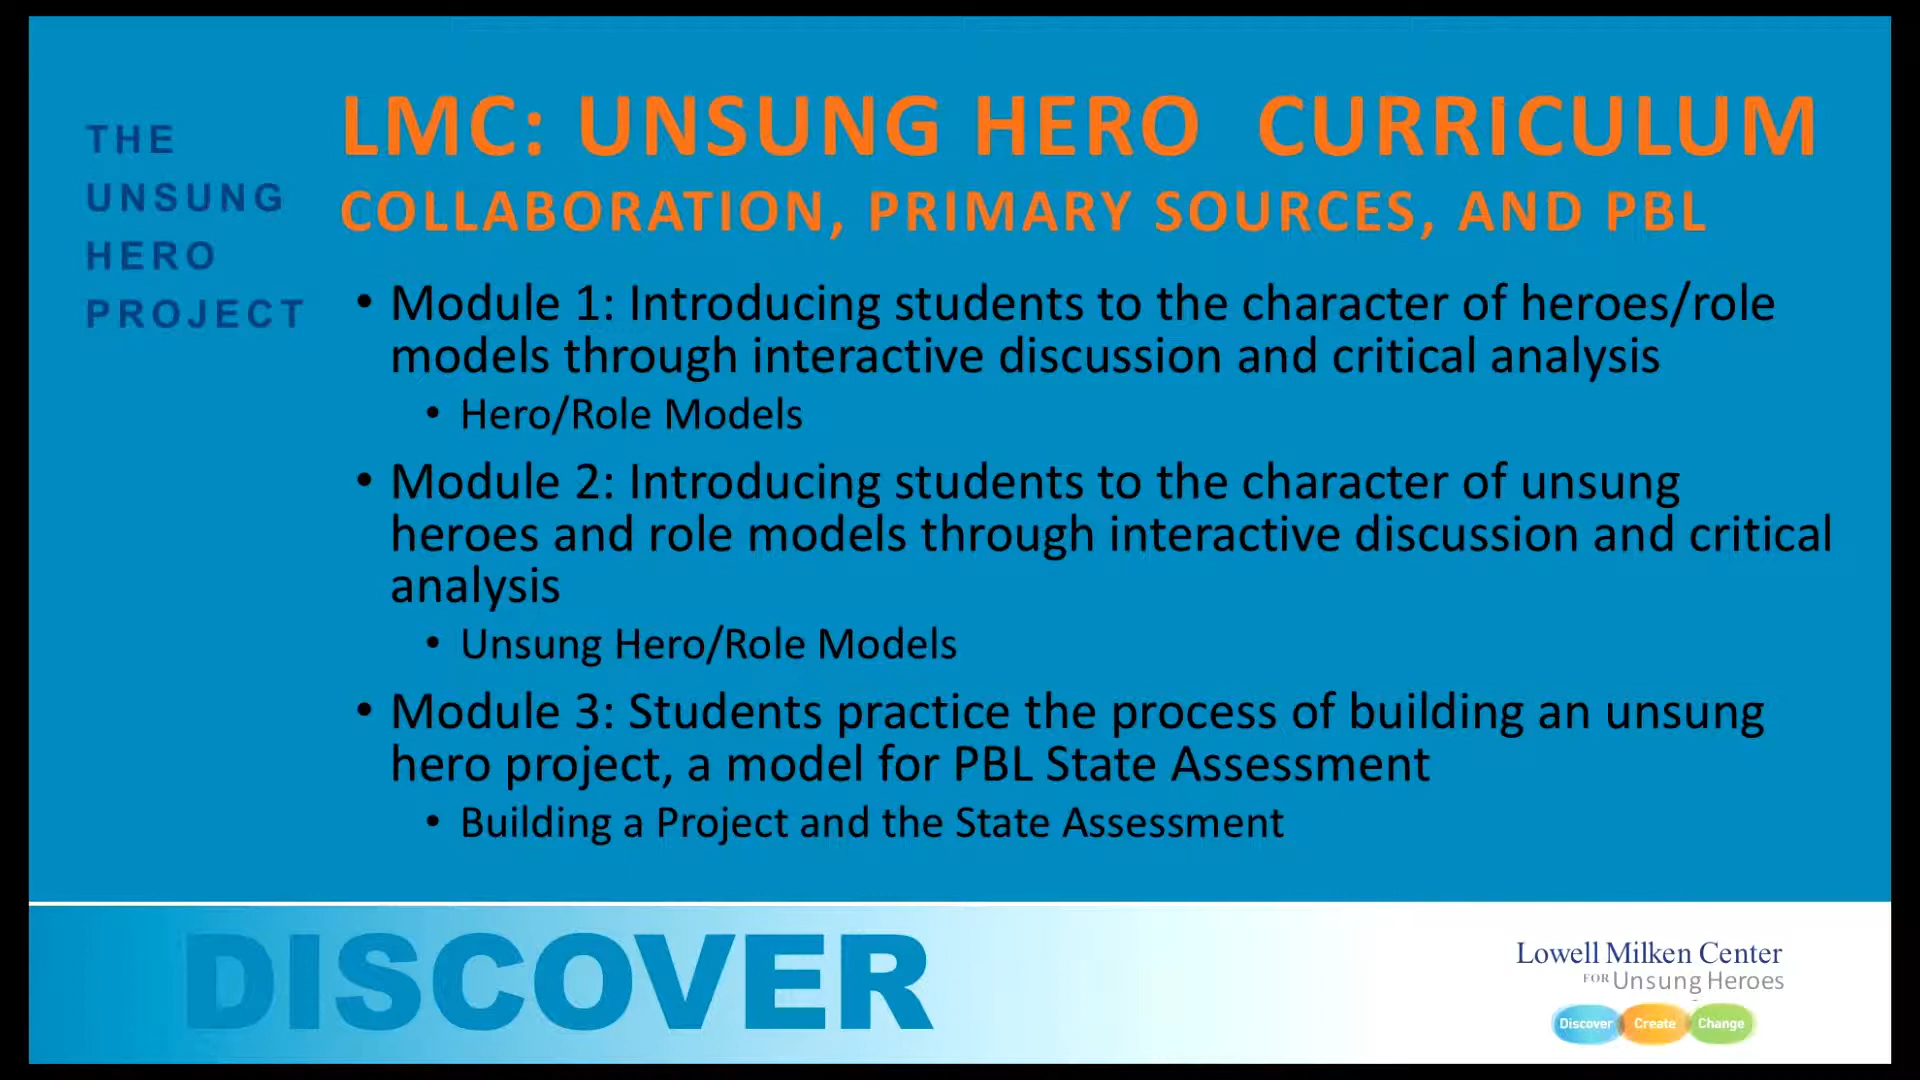 THE
UNSUNG
HERO
PROJECT
LMC: UNSUNG HERO CURRICULUM
COLLABORATION, PRIMARY SOURCES, AND PBL
• Module 1: Introducing students to the character of heroes/role
models through interactive discussion and critical analysis
• Hero/Role Models
• Module 2: Introducing students to the character of unsung
heroes and role models through interactive discussion and critical
analysis
• Unsung Hero/Role Models
• Module 3: Students practice the process of building an unsung
hero project, a model for PBL State Assessment
• Building a Project and the State Assessment
DISCOVER
Lowell Milken Center
FOR Unsung Heroes
Discover Create Change